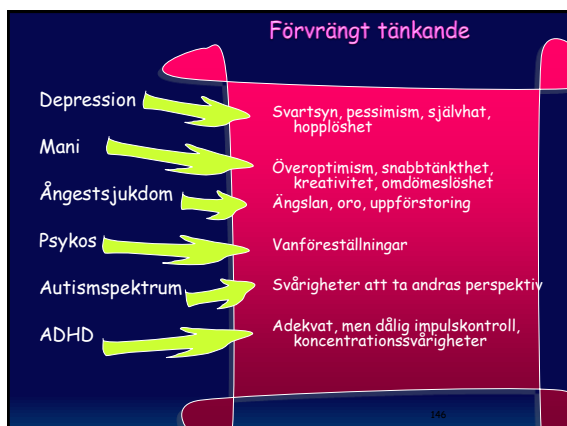 Förvrängt tänkande
Depression
Svartsyn, pessimism, självhat,
hopplöshet
Mani
Överoptimism, snabbtänkthet,
kreativitet, omdömeslöshet
Ångestsjukdom
Ängslan, oro, uppförstoring
Psykos
Vanföreställningar
Autismspektrum
Svårigheter att ta andras perspektiv
ADHD
Adekvat, men dålig impulskontroll,
koncentrationssvårigheter
146